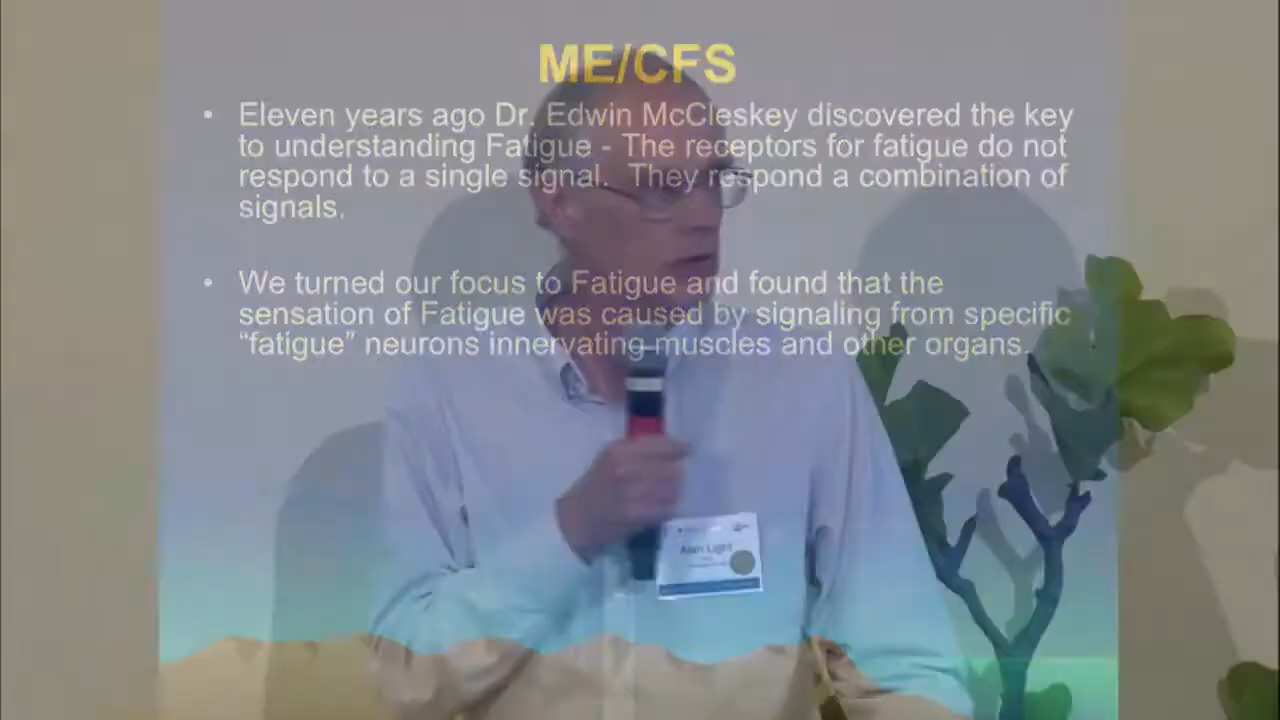 ME/CFS
• Eleven years ago Dr. Edwin McCleskey discovered the key
to understanding Fatigue - The receptors for fatigue do not
respond to a single signal.  They respond a combination of
signals.
• We turned our focus to Fatigue and found that the
sensation of Fatigue was caused by signaling from specific
“fatigue” neurons innervating muscles and other organs.
Alan Light